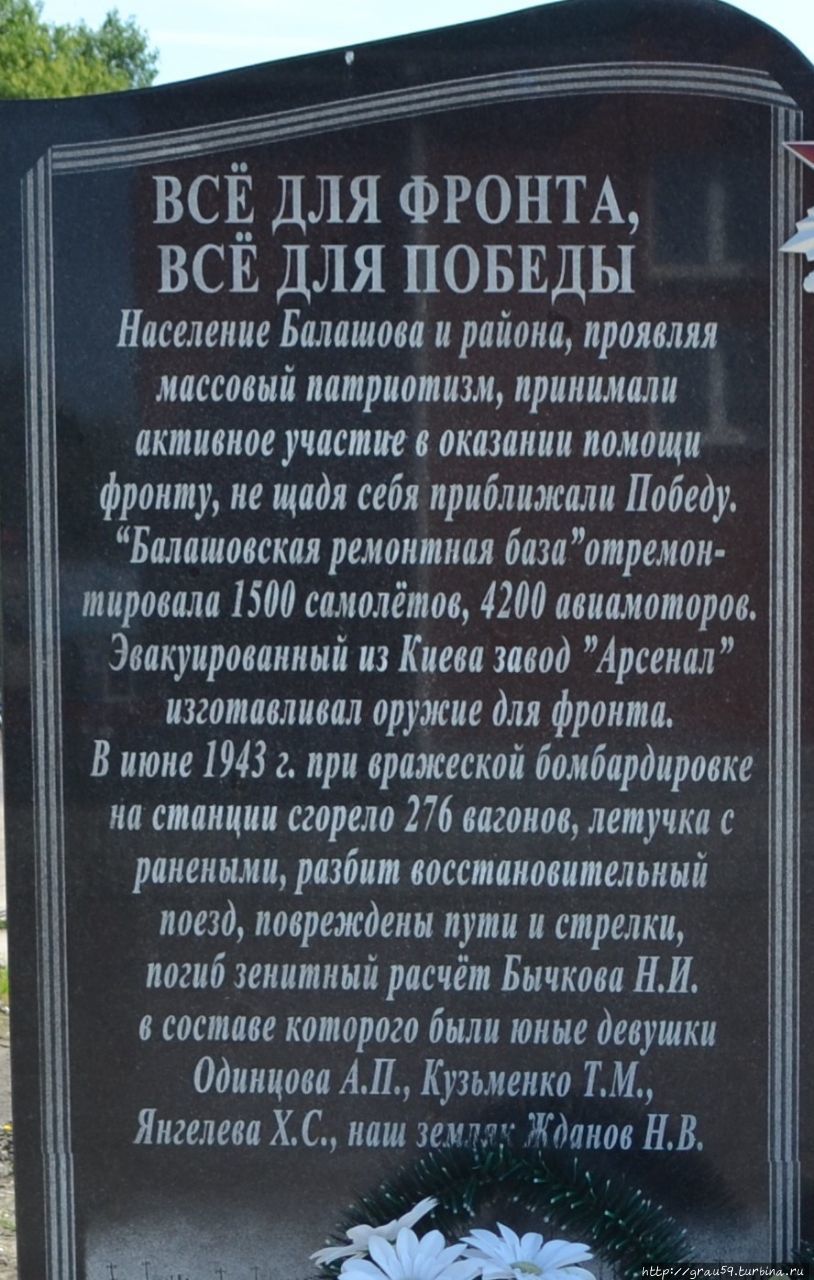 ВСЁ ДЛЯ ФРОНТА,
ВСЁ ДЛЯ ПОБЕДЫ
Население Балашова и района, проявляя
массовый патриотизм, принимали
активное участие в оказании помощи
фронту, не щадя себя приближали Победу.
“Балашовская ремонтная база”отремон-
тировала 1500 самолётов, 4200 авиамоторов.
Эвакуированный из Киева завод ”Арсенал”
изготавливал оружие для фронта.
В июне 1943 г. при вражеской бомбардировке
на станции сгорело 276 вагонов, летучка с
ранеными, разбит восстановительный
поезд, повреждены пути и стрелки,
погиб зенитный расчёт Бычкова Н.И.
в составе которого были юные девушки
Одинцова А.П., Кузьменко Т.М.,
Янгелева Х.С., наш земляк Жданов Н.В.
http://grau59.turbina.ru